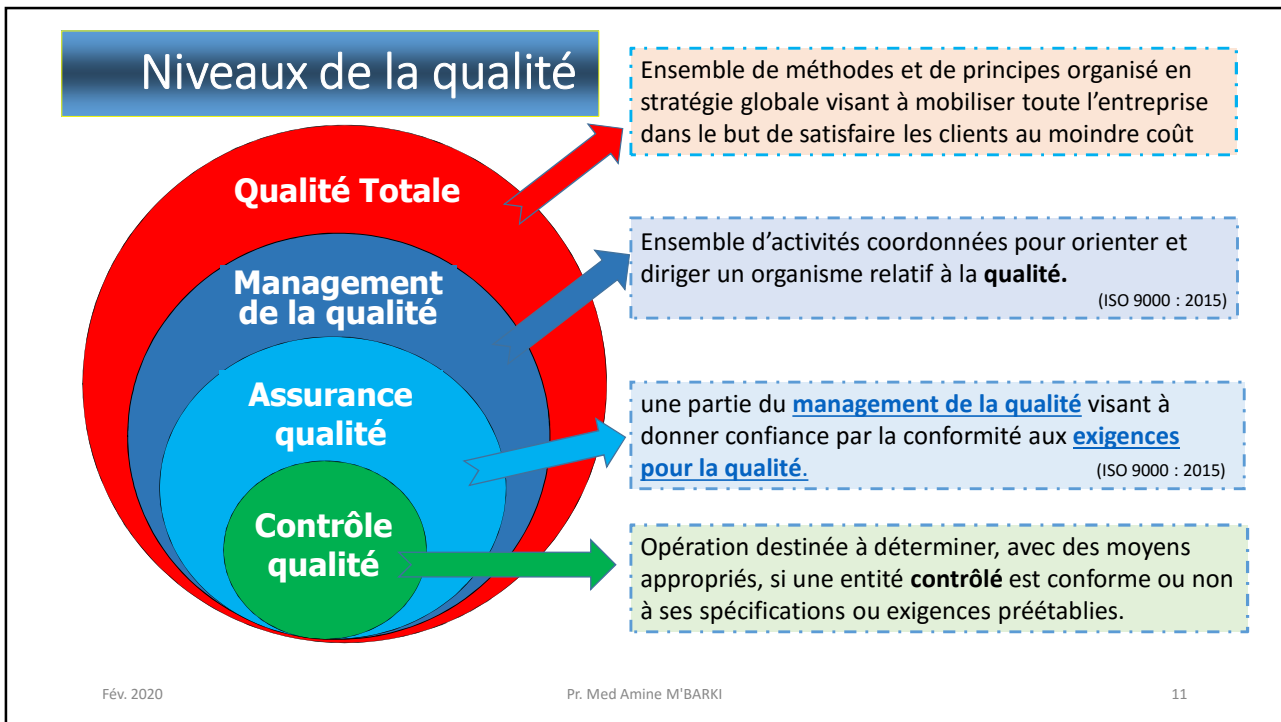 Niveaux de la qualité
Ensemble de méthodes et de principes organisé en
stratégie globale visant à mobiliser toute l’entreprise
dans le but de satisfaire les clients au moindre coût
Qualité Totale
Ensemble d’activités coordonnées pour orienter et
diriger un organisme relatif à la qualité.
(ISO 9000 : 2015)
Management
de la qualité
une partie du management de la qualité visant à
donner confiance par la conformité aux exigences
pour la qualité. (ISO 9000 : 2015)
Assurance
qualité
Opération destinée à déterminer, avec des moyens
appropriés, si une entité contrôlé est conforme ou non
à ses spécifications ou exigences préétablies.
Contrôle
qualité
Fév. 2020 Pr. Med Amine M'BARKI 11